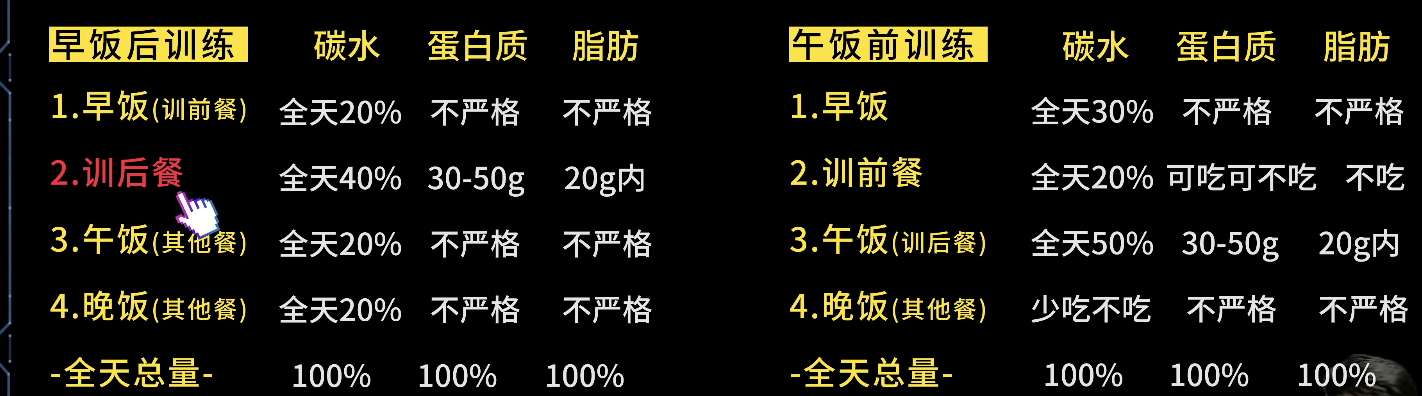 早饭后训练 碳水 蛋白质 脂肪
1.早饭(训前餐) 全天20% 不严格 不严格
2.训后餐 全天40% 30-50g 20g内
3.午饭(其他餐) 全天20% 不严格 不严格
4.晚饭(其他餐) 全天20% 不严格 不严格
-全天总量- 100% 100% 100%
午饭前训练 碳水 蛋白质 脂肪
1.早饭 全天30% 不严格 不严格
2.训前餐 全天20% 可吃可不吃 不吃
3.午饭(训后餐) 全天50% 30-50g 20g内
4.晚饭(其他餐) 少吃不吃 不严格 不严格
-全天总量- 100% 100% 100%